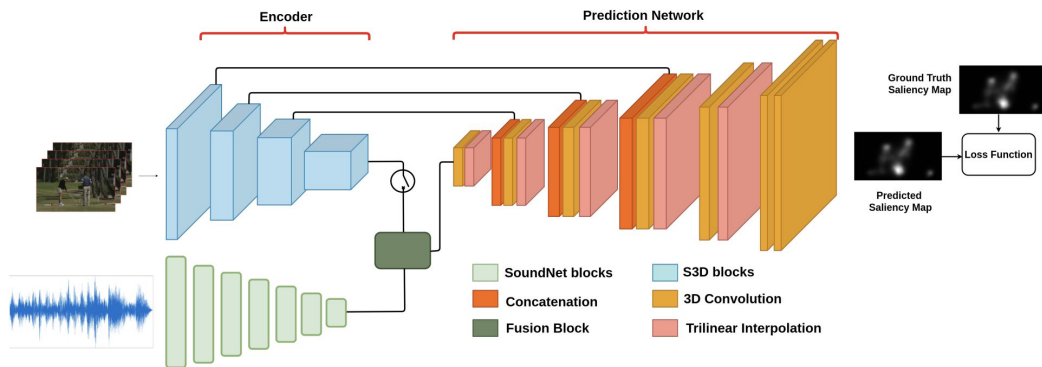 Encoder
Prediction Network
Ground Truth
Saliency Map
Loss Function
Predicted
Saliency Map
SoundNet blocks
S3D blocks
Concatenation
3D Convolution
Fusion Block
Trilinear Interpolation